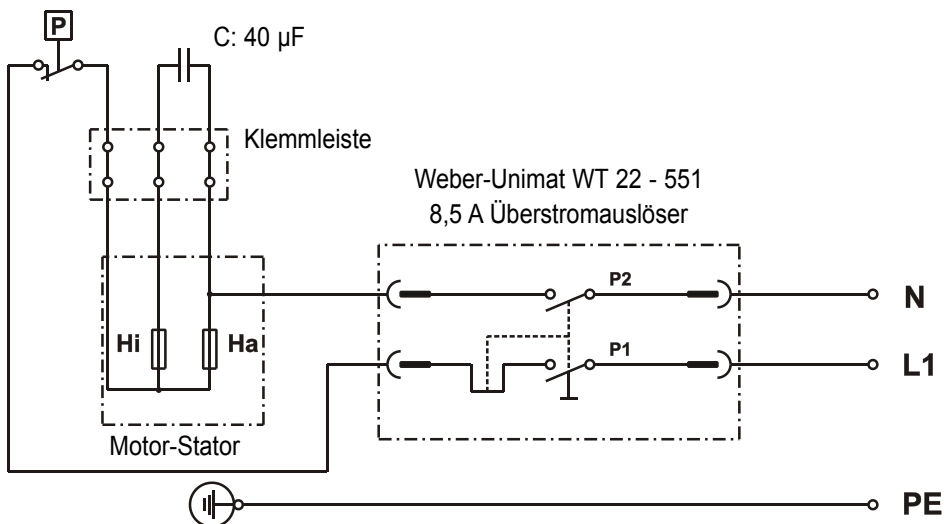 P
C: 40 µF
Klemmleiste
Weber-Unimat WT 22 - 551
8,5 A Überstromauslöser
P2
N
Hi
Ha
P1
L1
Motor-Stator
PE